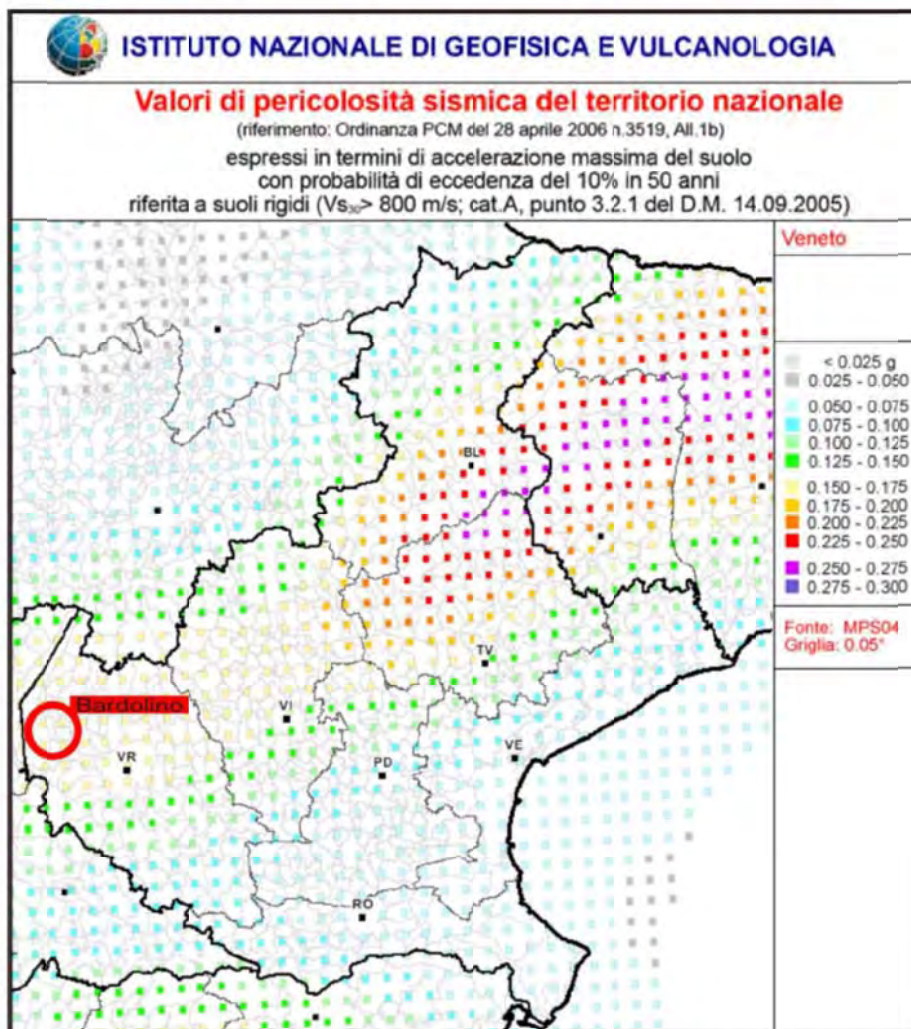 ISTITUTO NAZIONALE DI GEOFISICA E VULCANOLOGIA
Valori di pericolosità sismica del territorio nazionale
(riferimento: Ordinanza PCM del 28 aprile 2006 n.3519, All.1b)
espressi in termini di accelerazione massima del suolo
con probabilità di eccedenza del 10% in 50 anni
riferita a suoli rigidi (Vs₃₀> 800 m/s; cat.A, punto 3.2.1 del D.M. 14.09.2005)
Veneto
< 0.025 g
0.025 - 0.050
0.050 - 0.075
0.075 - 0.100
0.100 - 0.125
0.125 - 0.150
0.150 - 0.175
0.175 - 0.200
0.200 - 0.225
0.225 - 0.250
0.250 - 0.275
0.275 - 0.300
Fonte: MPS04
Griglia: 0.05°
BL
TV
Bardolino
VI
VR
PD
VE
RO